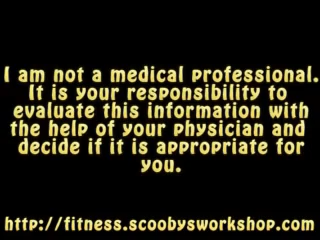 I am not a medical professional.
It is your responsibility to
evaluate this information with
the help of your physician and
decide if it is appropriate for
you.
http://fitness.scoobysworkshop.com